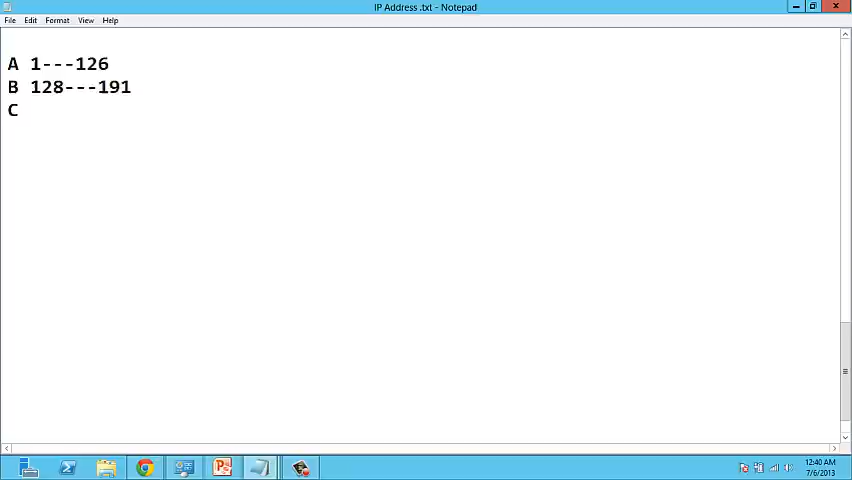 IP Address .txt - Notepad
File Edit Format View Help
A 1---126
B 128---191
C
12:40 AM
7/6/2013